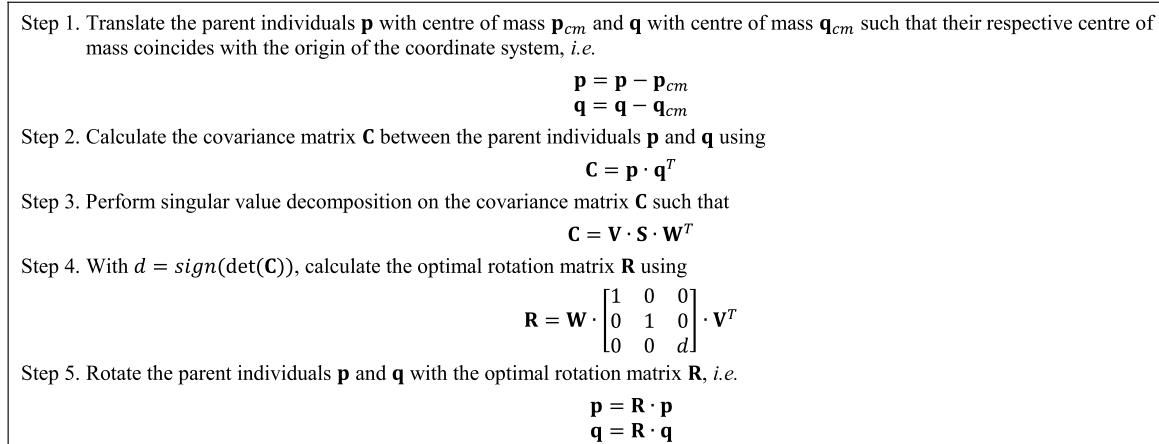 Step 1. Translate the parent individuals p with centre of mass p_cm and q with centre of mass q_cm such that their respective centre of
mass coincides with the origin of the coordinate system, i.e.
p = p − p_cm
q = q − q_cm
Step 2. Calculate the covariance matrix C between the parent individuals p and q using
C = p · q^T
Step 3. Perform singular value decomposition on the covariance matrix C such that
C = V · S · W^T
Step 4. With d = sign(det(C)), calculate the optimal rotation matrix R using
R = W · [1 0 0
0 1 0
0 0 d] · V^T
Step 5. Rotate the parent individuals p and q with the optimal rotation matrix R, i.e.
p = R · p
q = R · q